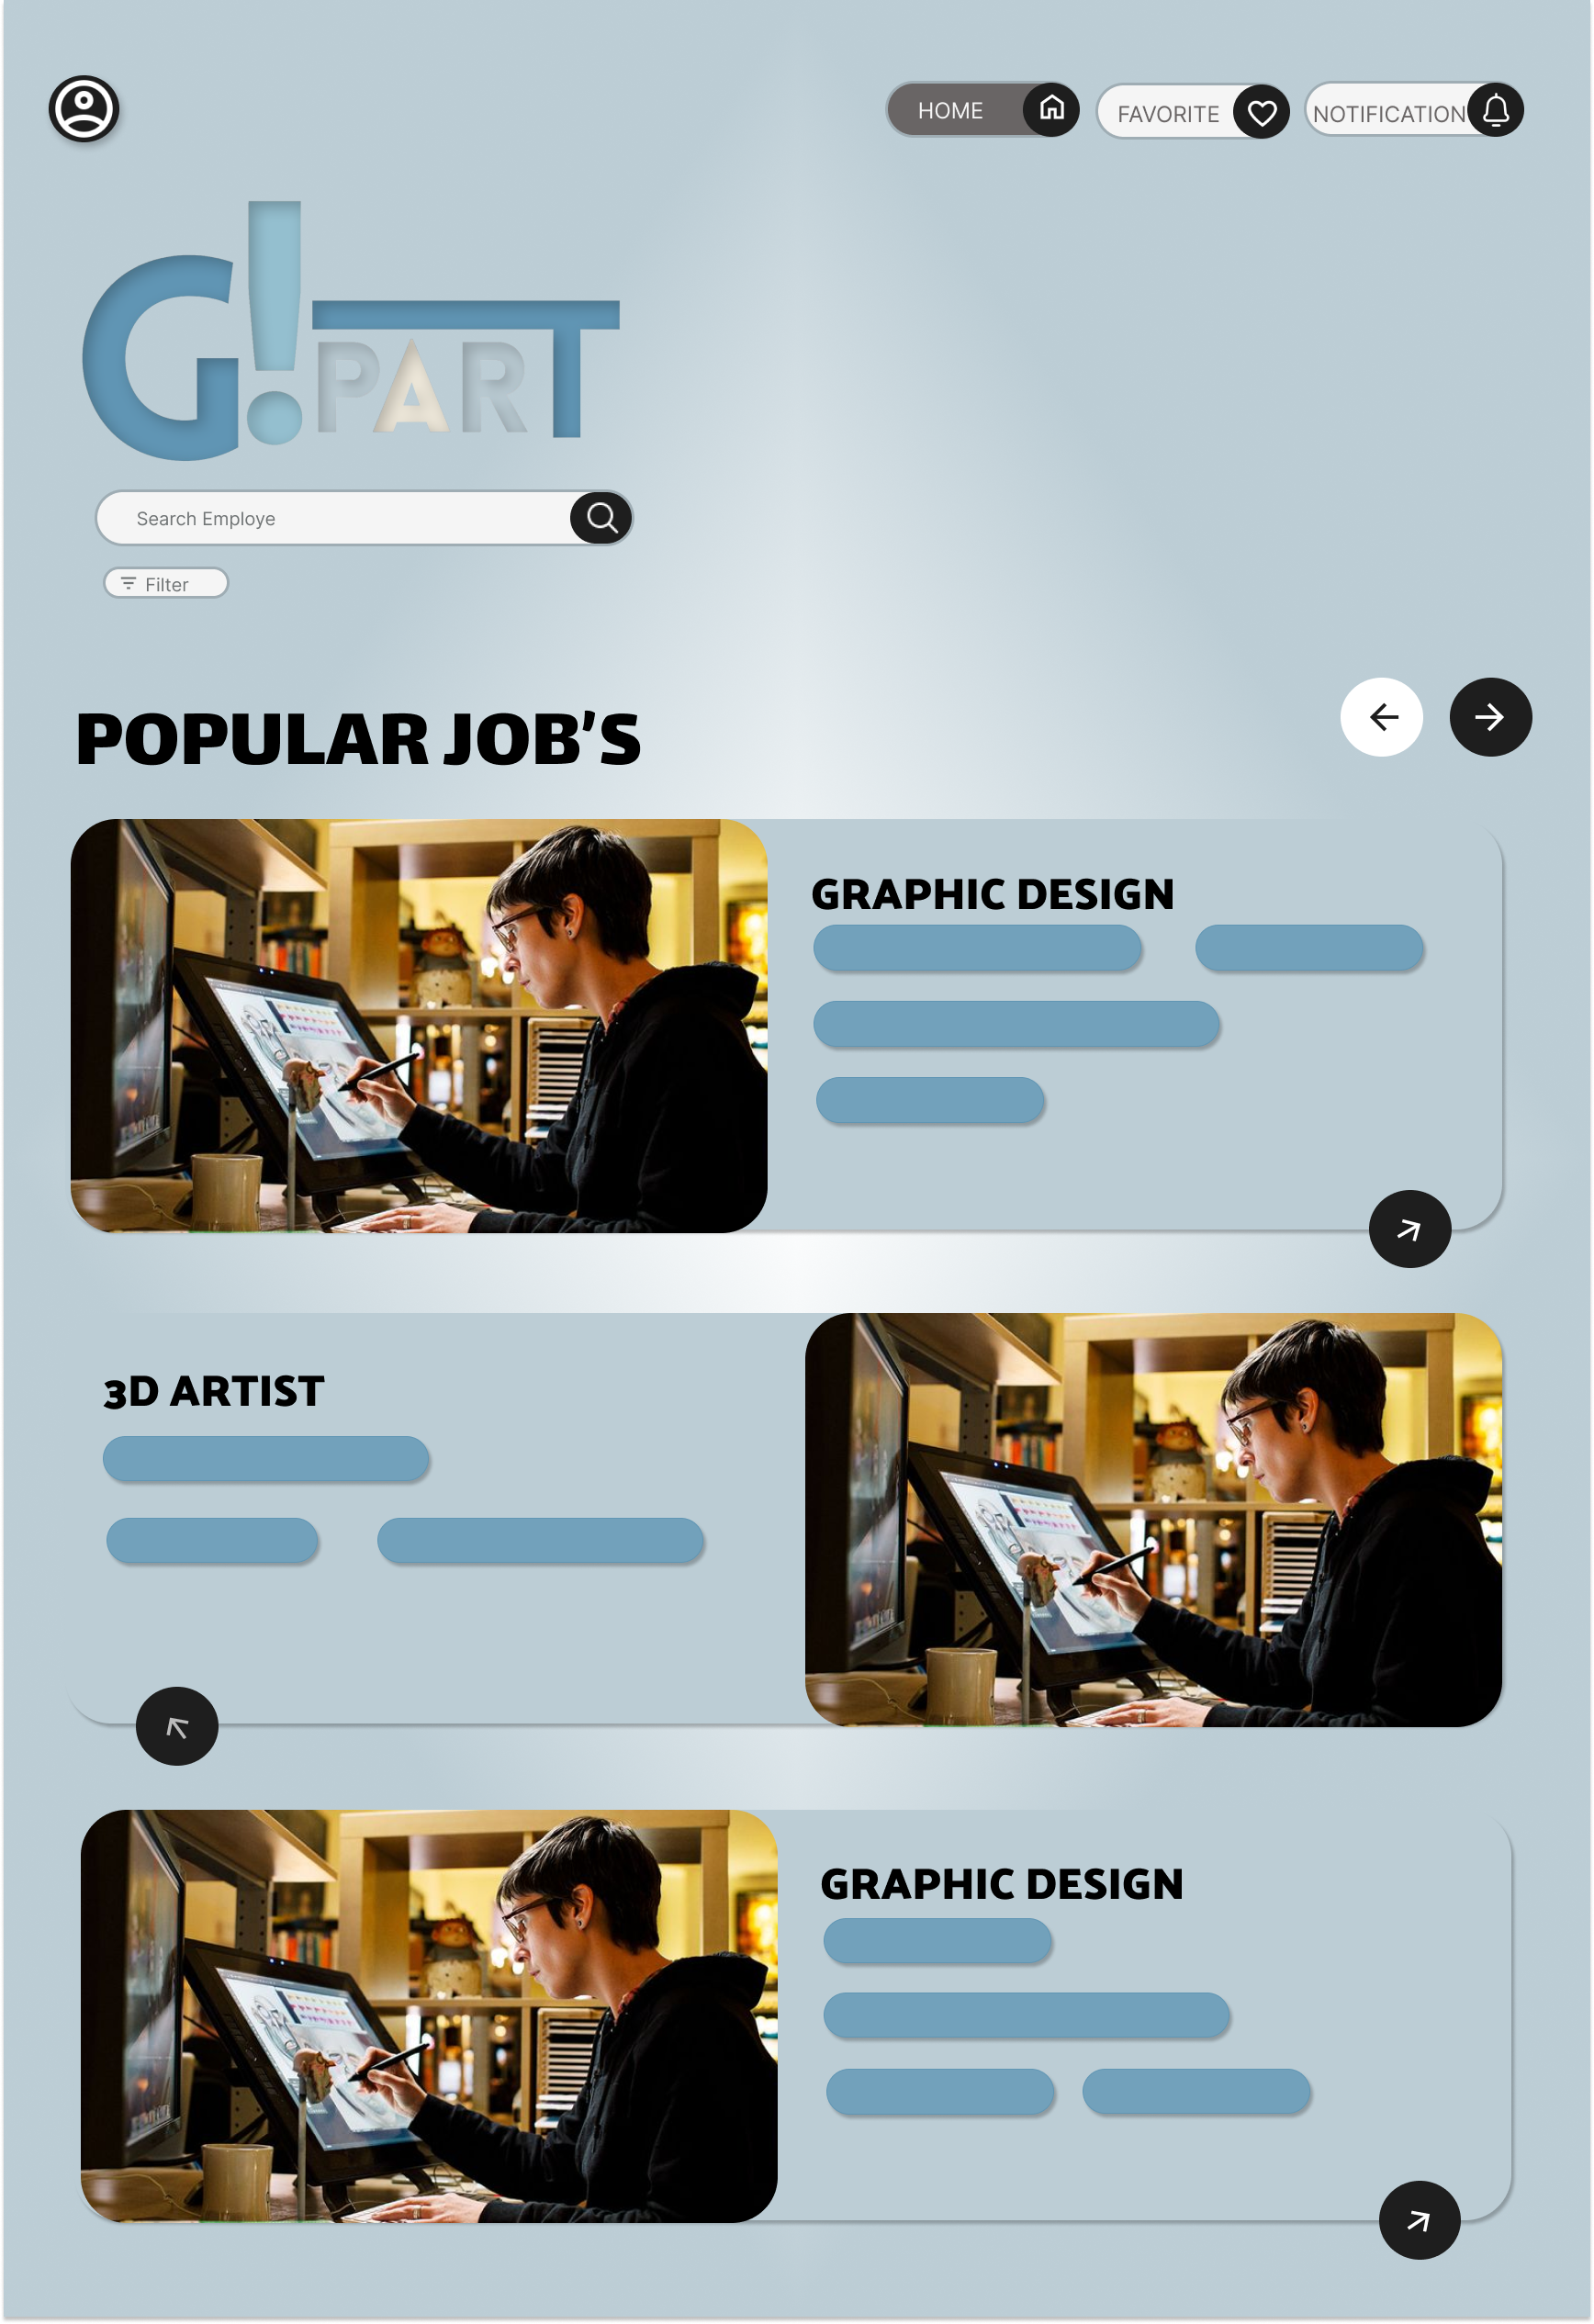 HOME
FAVORITE
NOTIFICATION
G!PART
Search Employe
Filter
POPULAR JOB'S
GRAPHIC DESIGN
3D ARTIST
GRAPHIC DESIGN